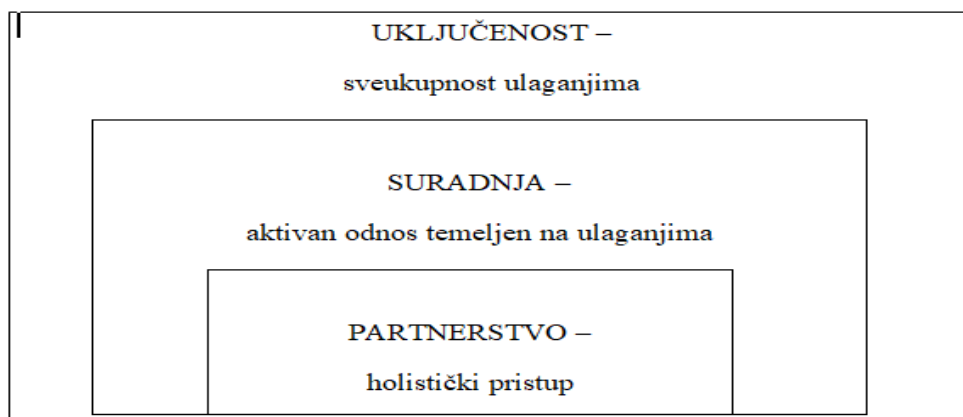 UKLJUČENOST –
sveukupnost ulaganjima
SURADNJA –
aktivan odnos temeljen na ulaganjima
PARTNERSTVO –
holistički pristup